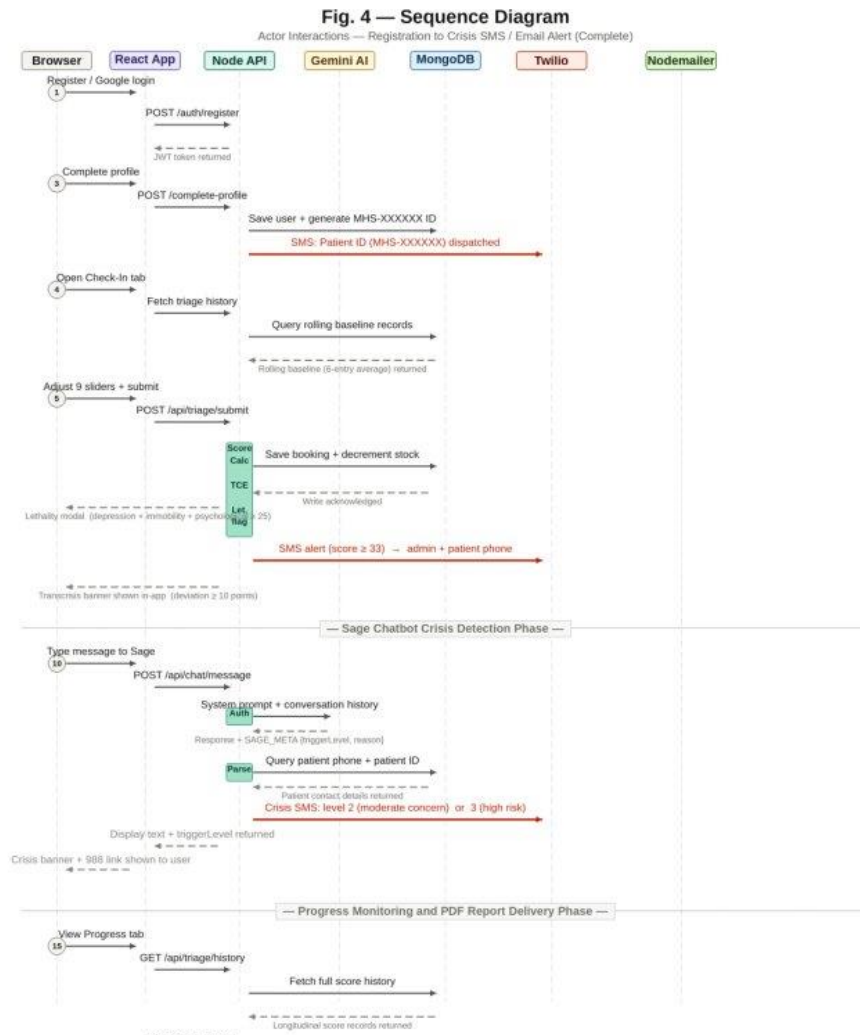 Fig. 4 — Sequence Diagram
Actor Interactions — Registration to Crisis SMS / Email Alert (Complete)
Browser React App Node API Gemini AI MongoDB Twilio Nodemailer
Register / Google login
1
POST /auth/register
JWT token returned
Complete profile
3
POST /complete-profile
Save user + generate MHS-XXXXXX ID
SMS: Patient ID (MHS-XXXXXX) dispatched
Open Check-In tab
4
Fetch triage history
Query rolling baseline records
Rolling baseline (6-entry average) returned
Adjust 9 sliders + submit
5
POST /api/triage/submit
Score
Calc
Save booking + decrement stock
TCE
Write acknowledged
Let.
flag
Lethality modal (depression + immobility + 25)
SMS alert (score ≥ 33) → admin + patient phone
Transcrisis banner shown in-app (deviation ≥ 10 points)
— Sage Chatbot Crisis Detection Phase —
Type message to Sage
10
POST /api/chat/message
System prompt + conversation history
Auth
Response + SAGE_META {triggerLevel, reason}
Query patient phone + patient ID
Parse
Patient contact details returned
Crisis SMS: level 2 (moderate concern) or 3 (high risk)
Display text + triggerLevel returned
Crisis banner + 988 link shown to user
— Progress Monitoring and PDF Report Delivery Phase —
View Progress tab
15
GET /api/triage/history
Fetch full score history
Longitudinal score records returned